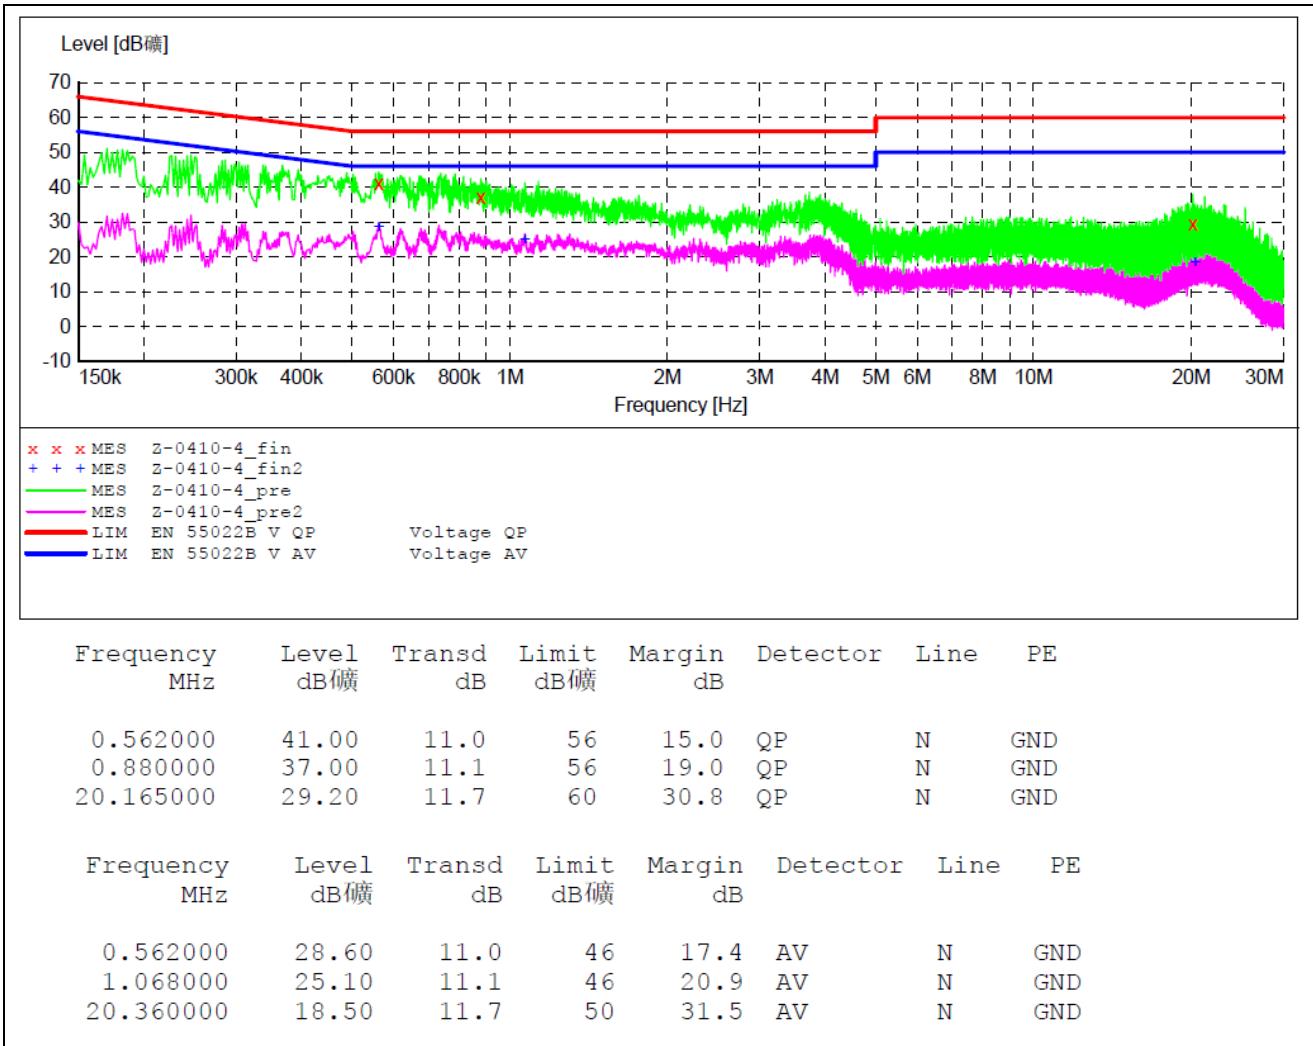 Level [dB礦]
70
60
50
40
30
20
10
0
-10
150k 300k 400k 600k 800k 1M 2M 3M 4M 5M 6M 8M 10M 20M 30M
Frequency [Hz]
x x x MES Z-0410-4_fin
+ + + MES Z-0410-4_fin2
MES Z-0410-4_pre
MES Z-0410-4_pre2
LIM EN 55022B V QP Voltage QP
LIM EN 55022B V AV Voltage AV
Frequency Level Transd Limit Margin Detector Line PE
MHz dB礦 dB dB礦 dB
0.562000 41.00 11.0 56 15.0 QP N GND
0.880000 37.00 11.1 56 19.0 QP N GND
20.165000 29.20 11.7 60 30.8 QP N GND
Frequency Level Transd Limit Margin Detector Line PE
MHz dB礦 dB dB礦 dB
0.562000 28.60 11.0 46 17.4 AV N GND
1.068000 25.10 11.1 46 20.9 AV N GND
20.360000 18.50 11.7 50 31.5 AV N GND